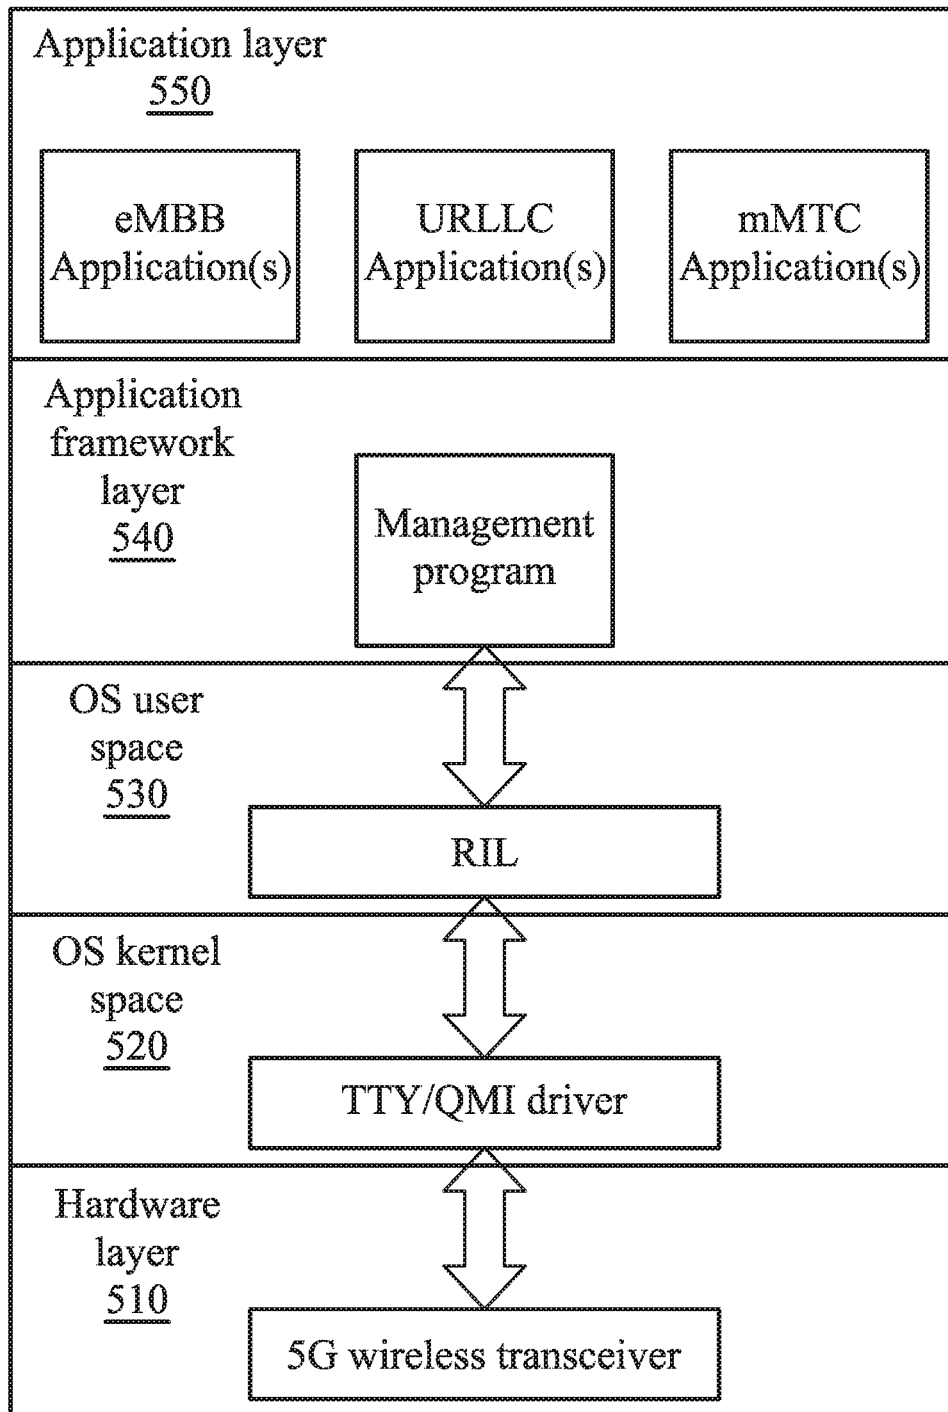 Application layer
550
eMBB
Application(s)
URLLC
Application(s)
mMTC
Application(s)
Application
framework
layer
540
Management
program
OS user
space
530
RIL
OS kernel
space
520
TTY/QMI driver
Hardware
layer
510
5G wireless transceiver